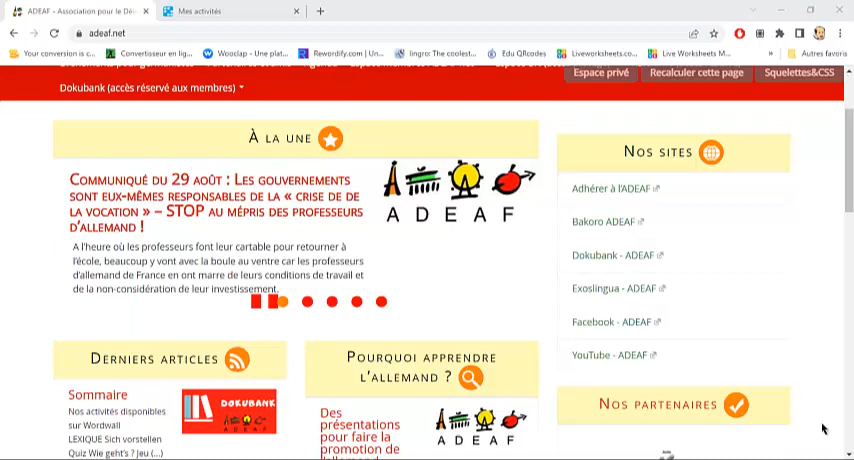 ADEAF - Association pour le Dév
Mes activités
adeaf.net
Your conversion is c...
Convertisseur en lig...
Wooclap - Une plat...
Rewordify.com | Un...
lingro: The coolest...
Edu QRcodes
Liveworksheets.co...
Live Worksheets M...
»
Autres favoris
Espace privé
Recalculer cette page
Squelettes&CSS
Dokubank (accès réservé aux membres)
À LA UNE
COMMUNIQUÉ DU 29 AOÛT : LES GOUVERNEMENTS
SONT EUX-MÊMES RESPONSABLES DE LA « CRISE DE DE
LA VOCATION » – STOP AU MÉPRIS DES PROFESSEURS
D'ALLEMAND !
A l'heure où les professeurs font leur cartable pour retourner à
l'école, beaucoup y vont avec la boule au ventre car les professeurs
d'allemand de France en ont marre de leurs conditions de travail et
de la non-considération de leur investissement.
A D E A F
NOS SITES
Adhérer à l'ADEAF
Bakoro ADEAF
Dokubank - ADEAF
Exoslingua - ADEAF
Facebook - ADEAF
YouTube - ADEAF
NOS PARTENAIRES
DERNIERS ARTICLES
Sommaire
Nos activités disponibles
sur Wordwall
LEXIQUE Sich vorstellen
Quiz Wie geht's ? Jeu (...)
DOKUBANK
A D E A F
POURQUOI APPRENDRE
L'ALLEMAND ?
Des
présentations
pour faire la
promotion de
A D E A F